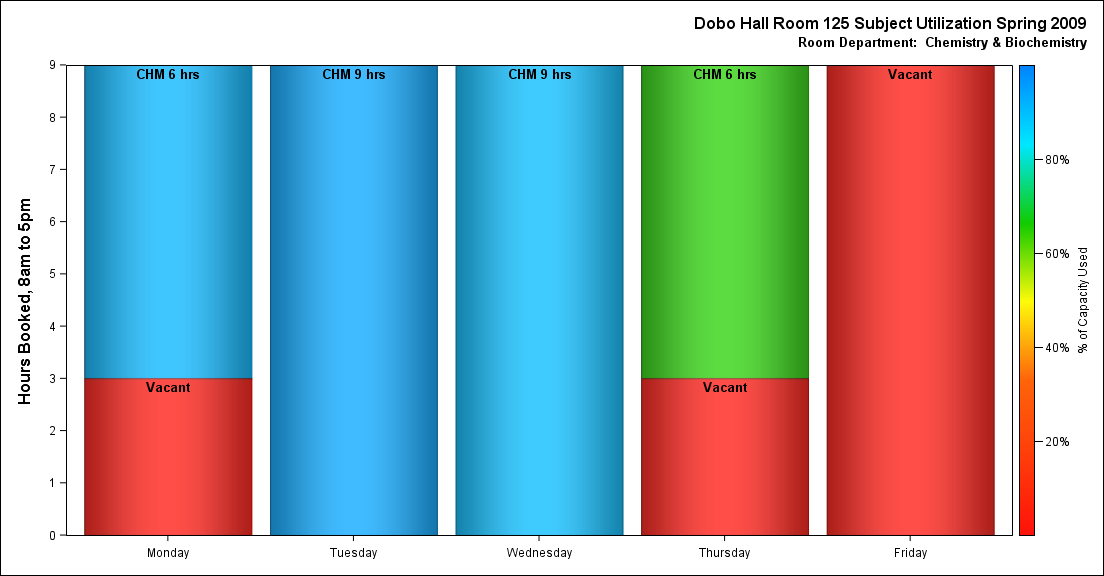 Dobo Hall Room 125 Subject Utilization Spring 2009
Room Department:  Chemistry & Biochemistry
Hours Booked, 8am to 5pm
9
8
7
6
5
4
3
2
1
0
CHM 6 hrs
CHM 9 hrs
CHM 9 hrs
CHM 6 hrs
Vacant
Vacant
Vacant
Monday
Tuesday
Wednesday
Thursday
Friday
80%
60%
40%
20%
% of Capacity Used